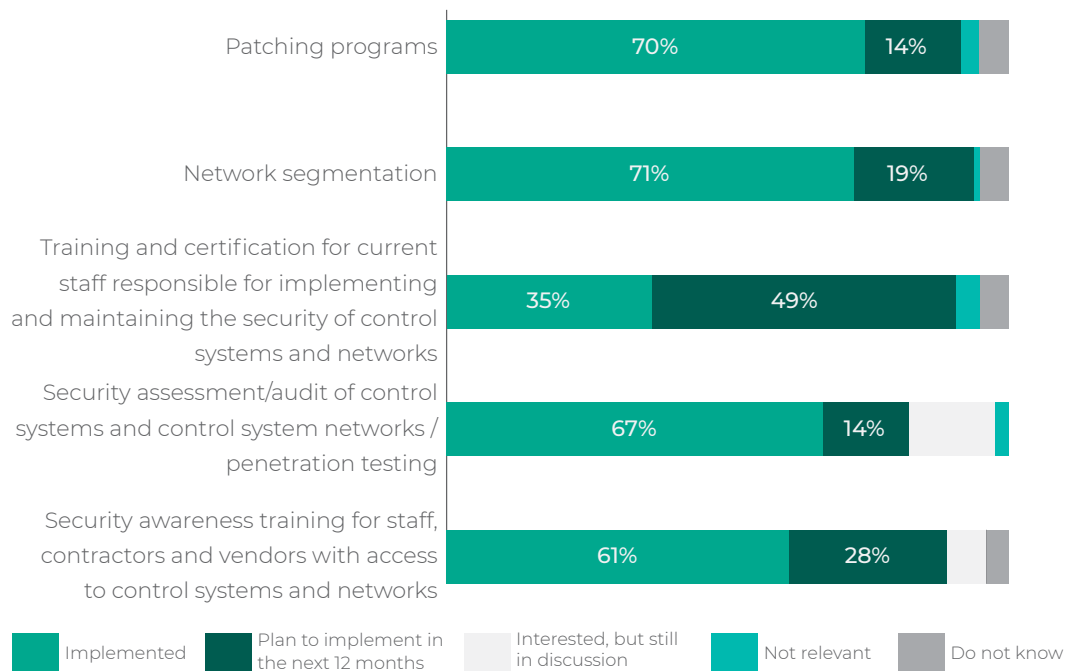 Patching programs
70%
14%
Network segmentation
71%
19%
Training and certification for current
staff responsible for implementing
and maintaining the security of control
systems and networks
35%
49%
Security assessment/audit of control
systems and control system networks /
penetration testing
67%
14%
Security awareness training for staff,
contractors and vendors with access
to control systems and networks
61%
28%
Implemented
Plan to implement in
the next 12 months
Interested, but still
in discussion
Not relevant
Do not know